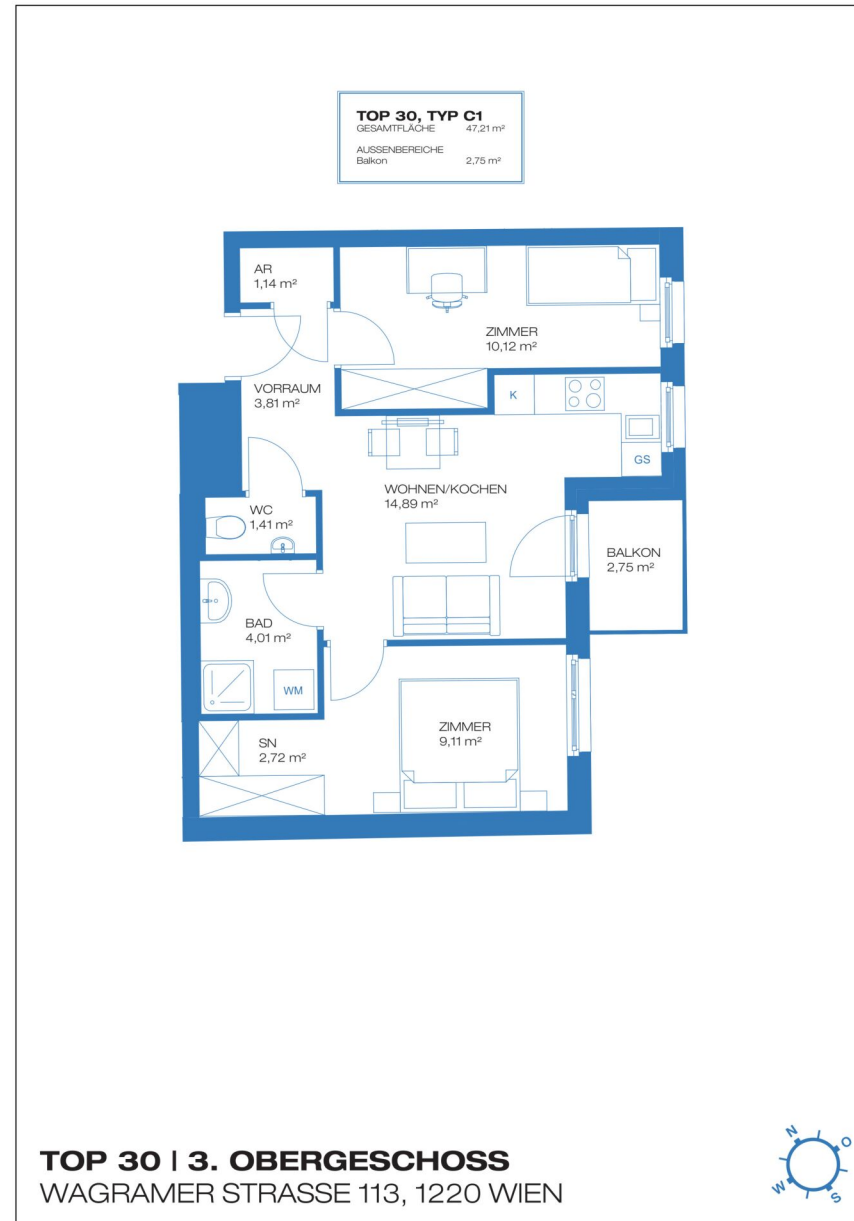 TOP 30, TYP C1
GESAMTFLÄCHE 47,21 m²
AUSSENBEREICHE
Balkon 2,75 m²
AR
1,14 m²
ZIMMER
10,12 m²
VORRAUM
3,81 m²
K
GS
WOHNEN/KOCHEN
14,89 m²
WC
1,41 m²
BALKON
2,75 m²
BAD
4,01 m²
WM
ZIMMER
9,11 m²
SN
2,72 m²
TOP 30 | 3. OBERGESCHOSS
WAGRAMER STRASSE 113, 1220 WIEN
N
O
W
S